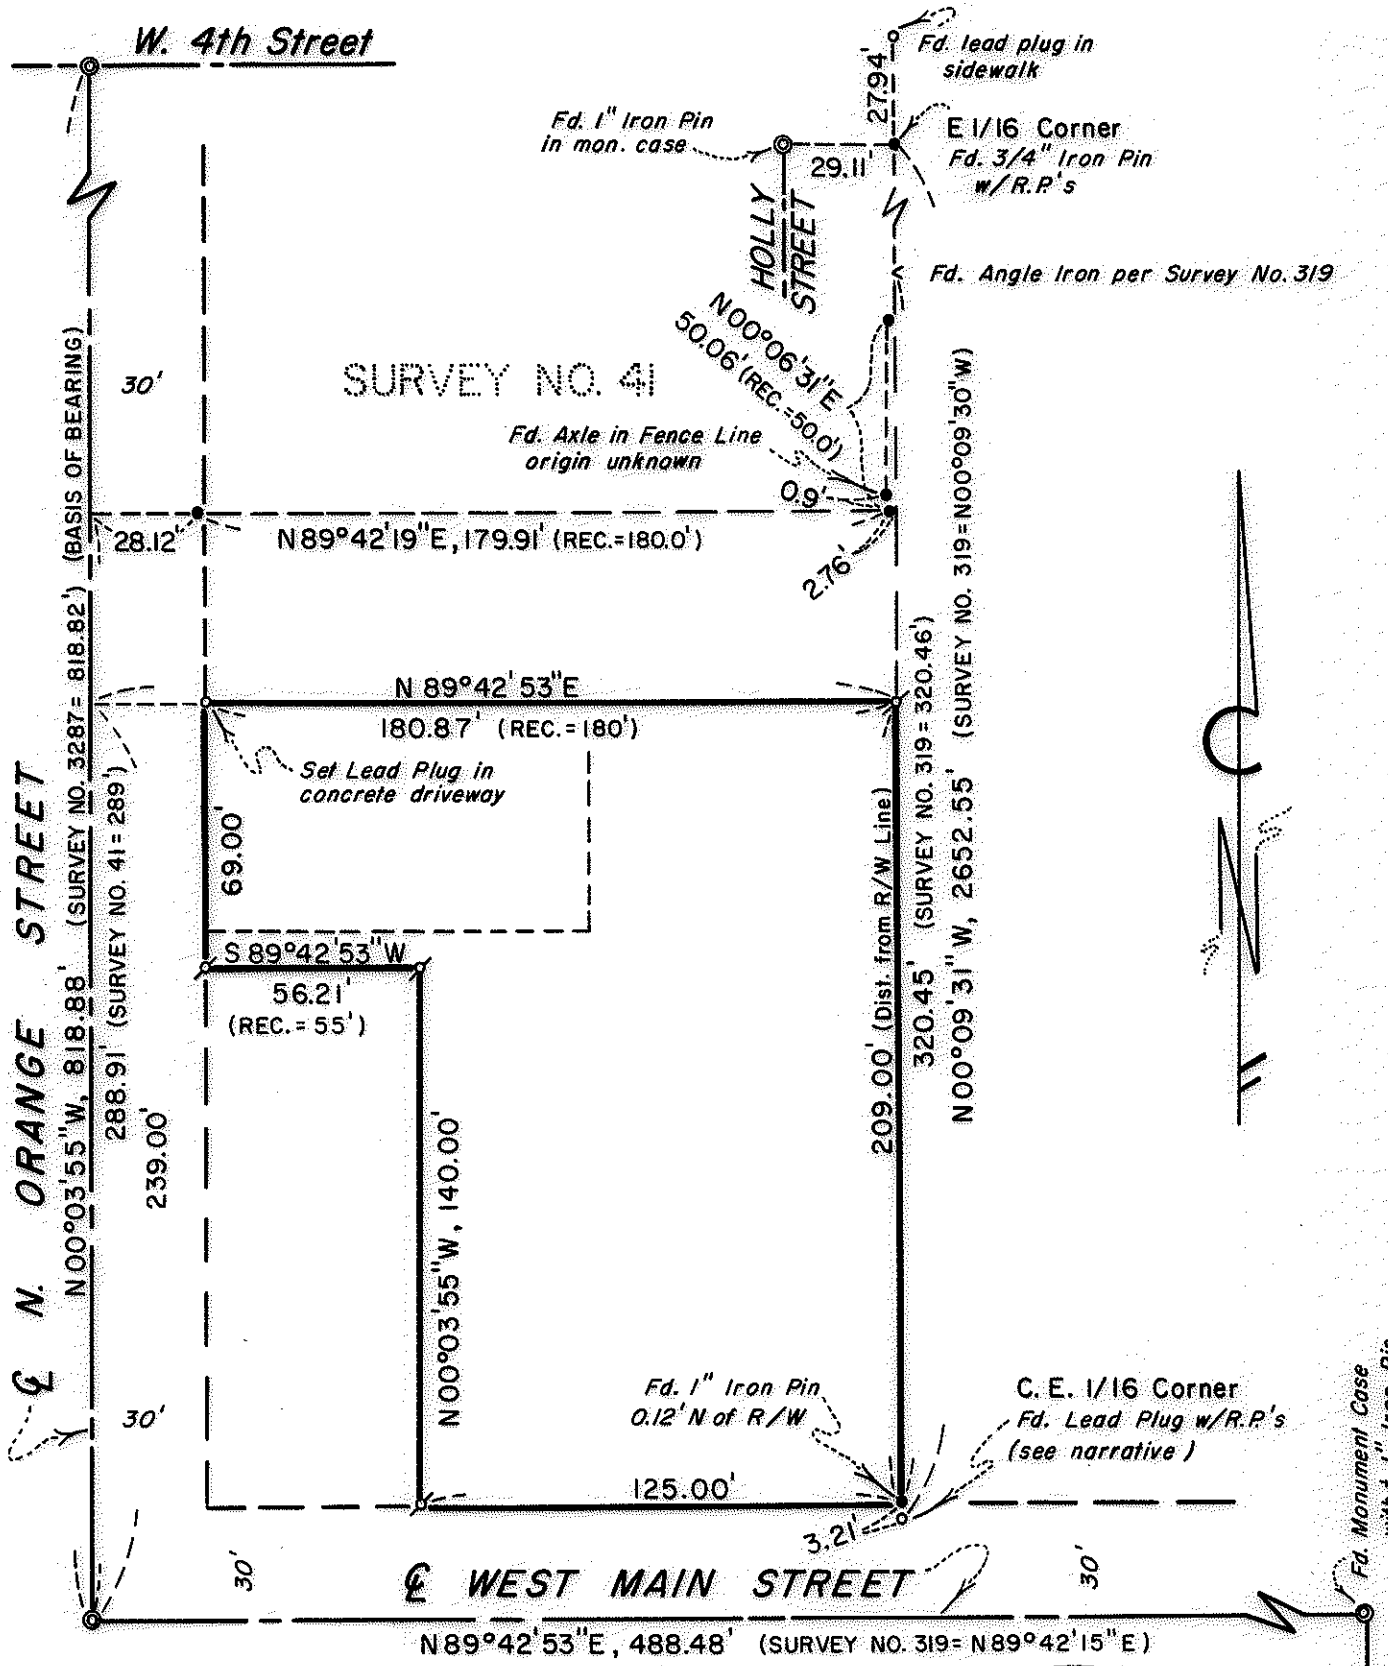 W. 4th Street
Fd. lead plug in
sidewalk
27.94'
Fd. 1" Iron Pin
in mon. case
29.11'
E 1/16 Corner
Fd. 3/4" Iron Pin
w/R.P.'s
HOLLY
STREET
Fd. Angle Iron per Survey No. 319
N00°06'31"E
50.06' (REC.=50.0')
30'
SURVEY NO. 41
Fd. Axle in Fence Line
origin unknown
0.9'
28.12'
N89°42'19"E, 179.91' (REC.=180.0')
2.76'
N 89°42'53"E
180.87' (REC.=180')
Set Lead Plug in
concrete driveway
69.00'
S 89°42'53"W
56.21'
(REC.=55')
N00°03'55"W, 140.00'
₵ N. ORANGE STREET
N00°03'55"W, 818.88' (SURVEY NO. 3287= 818.82') (BASIS OF BEARING)
288.91' (SURVEY NO. 41=289')
239.00'
209.00' (Dist. from R/W Line)
320.45' (SURVEY NO. 319=320.46')
N00°09'31"W, 2652.55' (SURVEY NO. 319=N00°09'30"W)
N
30'
Fd. 1" Iron Pin
0.12' N of R/W
C. E. 1/16 Corner
Fd. Lead Plug w/R.P.'s
(see narrative)
125.00'
3.21'
30'
₵ WEST MAIN STREET
30'
Fd. Monument Case
with 1" Iron Pin
N89°42'53"E, 488.48' (SURVEY NO. 319= N89°42'15"E)